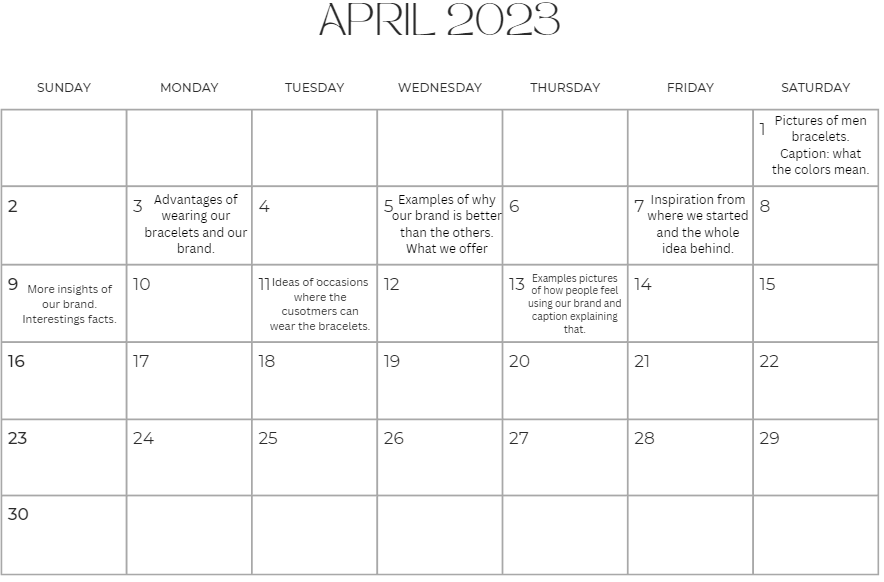 APRIL 2023
SUNDAY MONDAY TUESDAY WEDNESDAY THURSDAY FRIDAY SATURDAY
1 Pictures of men
bracelets.
Caption: what
the colors mean.
2
3 Advantages of
wearing our
bracelets and our
brand.
4
5 Examples of why
our brand is better
than the others.
What we offer
6
7 Inspiration from
where we started
and the whole
idea behind.
8
9 More insights of
our brand.
Interestings facts.
10
11 Ideas of occasions
where the
cusotmers can
wear the bracelets.
12
13 Examples pictures
of how people feel
using our brand and
caption explaining
that.
14
15
16 17 18 19 20 21 22
23 24 25 26 27 28 29
30